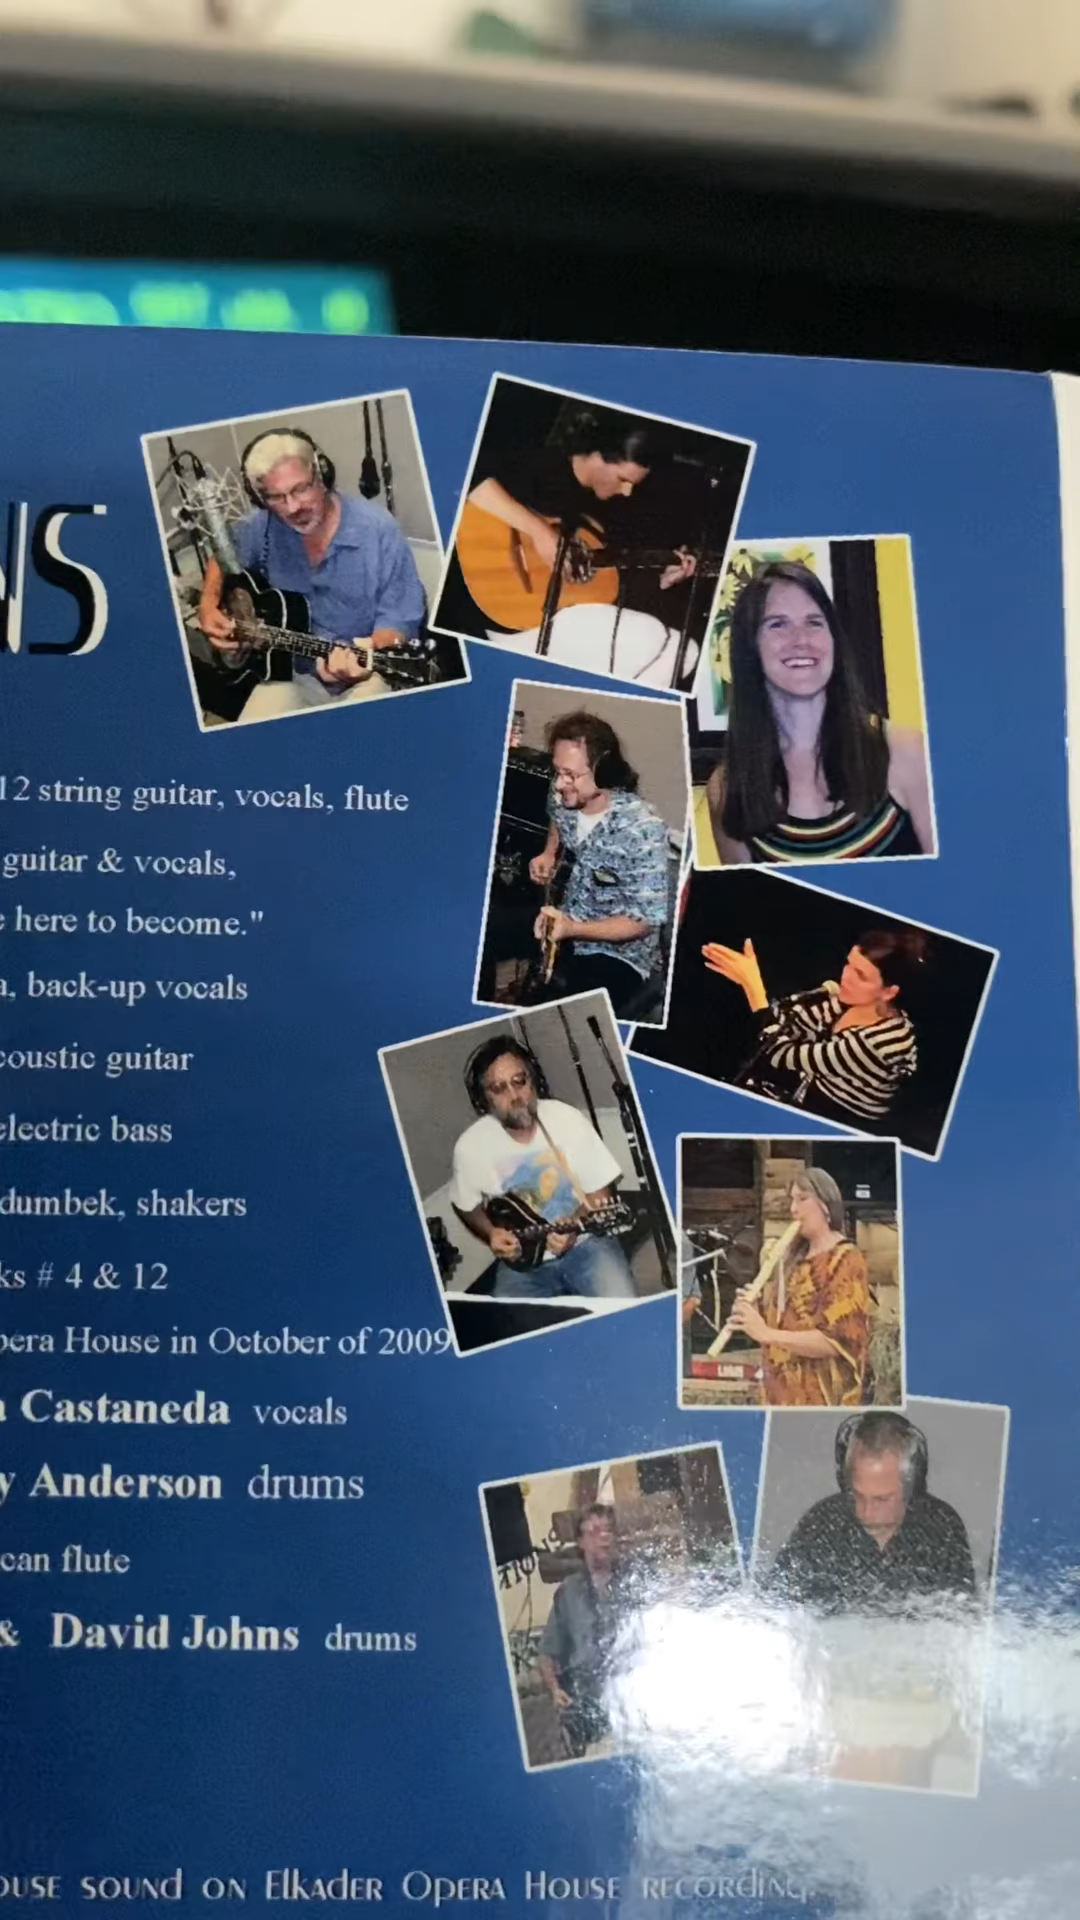 NS
12 string guitar, vocals, flute
guitar & vocals,
here to become."
back-up vocals
coustic guitar
electric bass
dumbek, shakers
ks # 4 & 12
pera House in October of 2009
Castaneda vocals
y Anderson drums
can flute
& David Johns drums
ouse sound on Elkader Opera House recording.